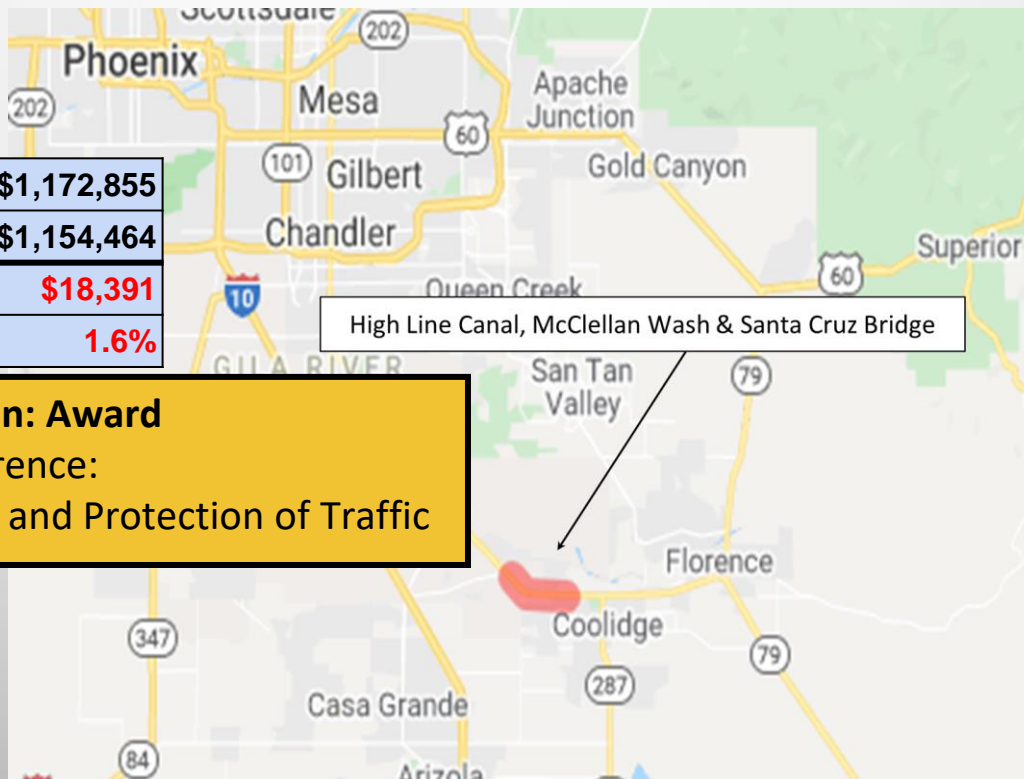 Scottsdale
202
Phoenix
Apache
Junction
Mesa
202
60
101
Gilbert
Gold Canyon
$1,172,855
$1,154,464
$18,391
1.6%
Chandler
Superior
60
10
Queen Creek
High Line Canal, McClellan Wash & Santa Cruz Bridge
GILA RIVER
San Tan
Valley
79
n: Award
rence:
and Protection of Traffic
Florence
Coolidge
347
79
287
Casa Grande
84
Arizola